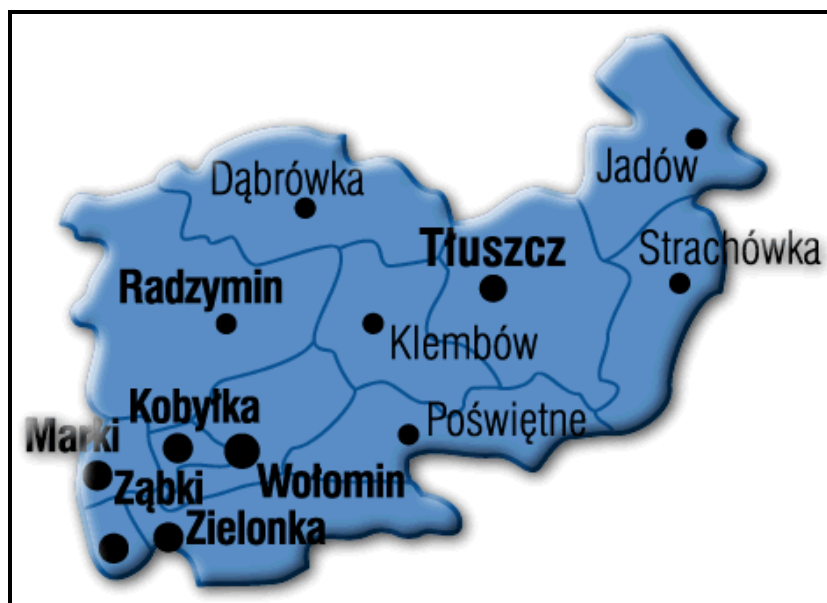 Jadów
Dąbrówka
Strachówka
Tłuszcz
Radzymin
Klembów
Kobyłka
Poświętne
Marki
Ząbki
Wołomin
Zielonka